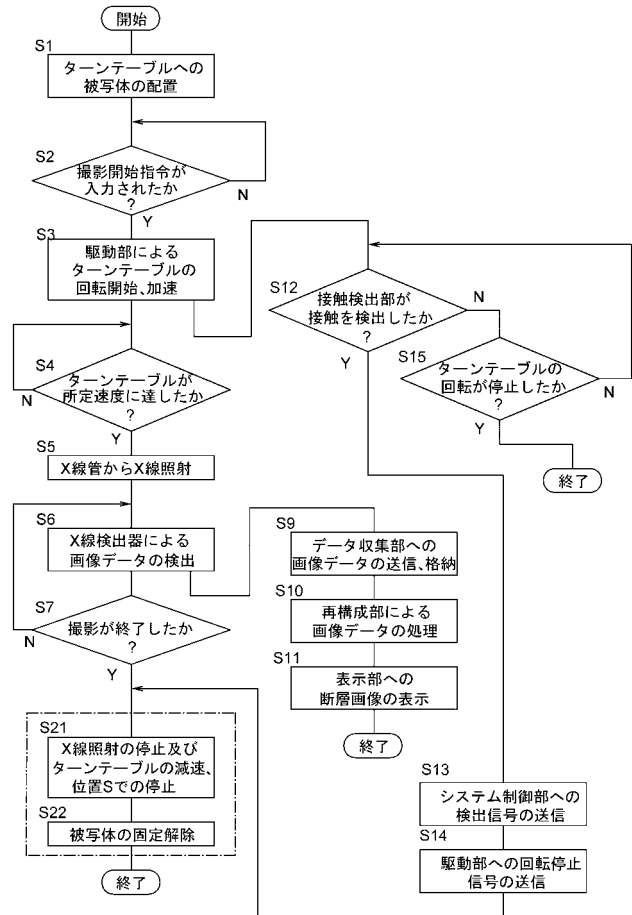 開始
S1
ターンテーブルへの
被写体の配置
S2
撮影開始指令が
入力されたか
?
N
Y
S3
駆動部による
ターンテーブルの
回転開始、加速
S4
ターンテーブルが
所定速度に達したか
?
N
Y
S5
X線管からX線照射
S6
X線検出器による
画像データの検出
S7
撮影が終了したか
?
N
Y
S21
X線照射の停止及び
ターンテーブルの減速、
位置Sでの停止
S22
被写体の固定解除
終了
S9
データ収集部への
画像データの送信、格納
S10
再構成部による
画像データの処理
S11
表示部への
断層画像の表示
終了
S12
接触検出部が
接触を検出したか
?
N
Y
S15
ターンテーブルの
回転が停止したか
?
N
Y
終了
S13
システム制御部への
検出信号の送信
S14
駆動部への回転停止
信号の送信